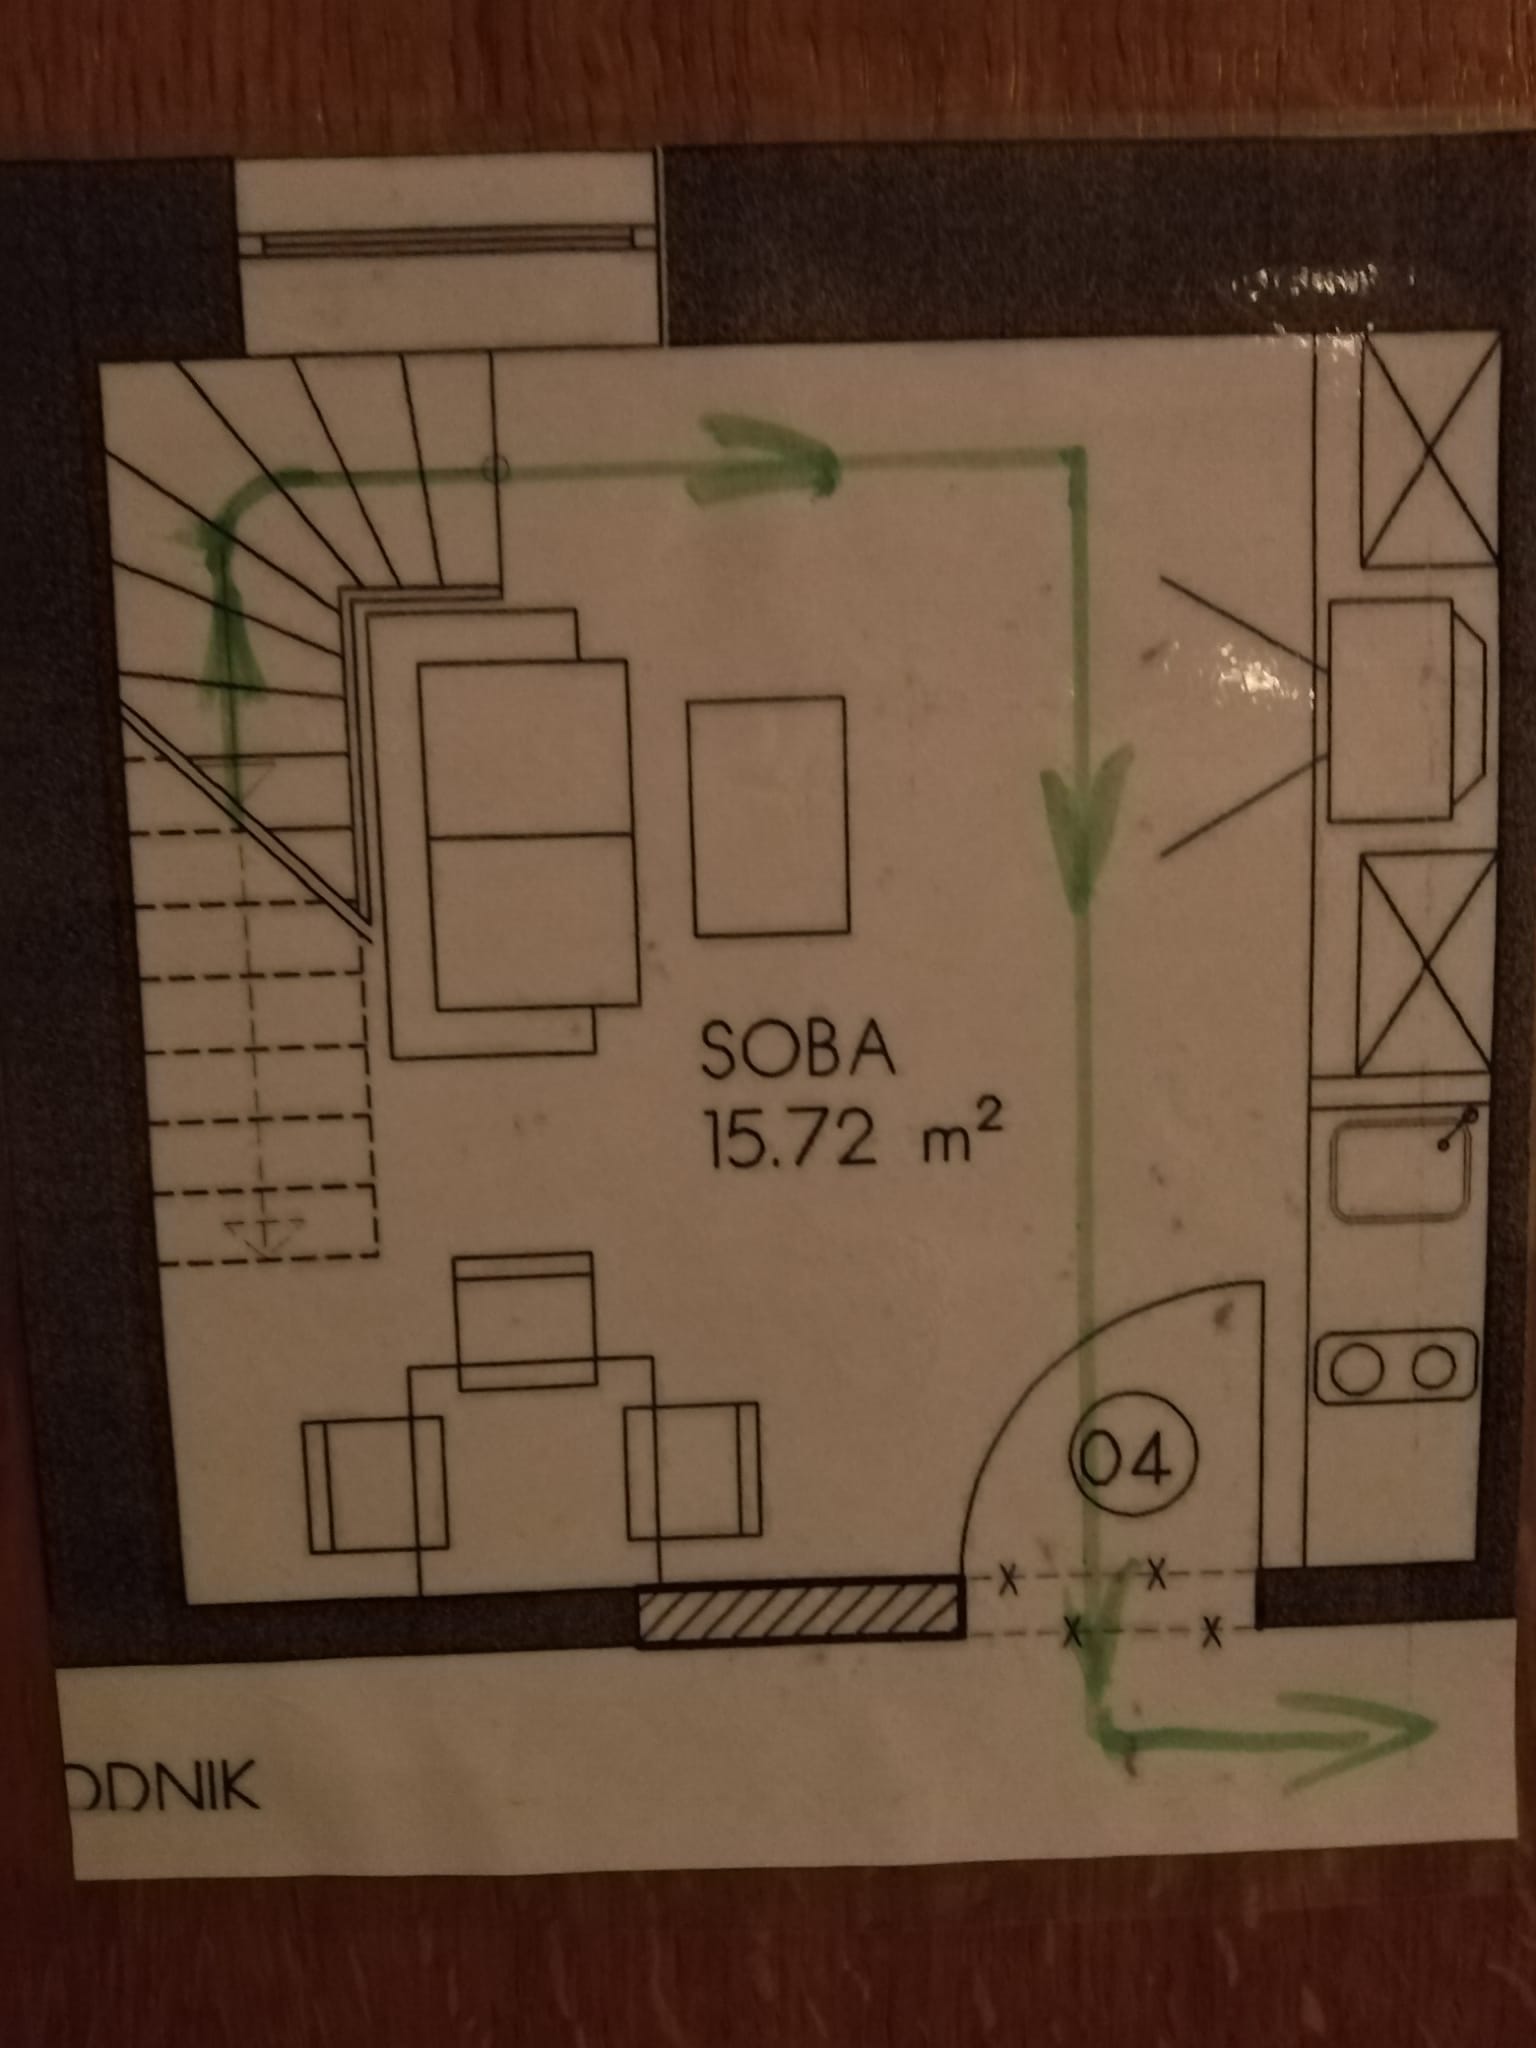 SOBA
15.72 m²
04
X X
X X
ODNIK